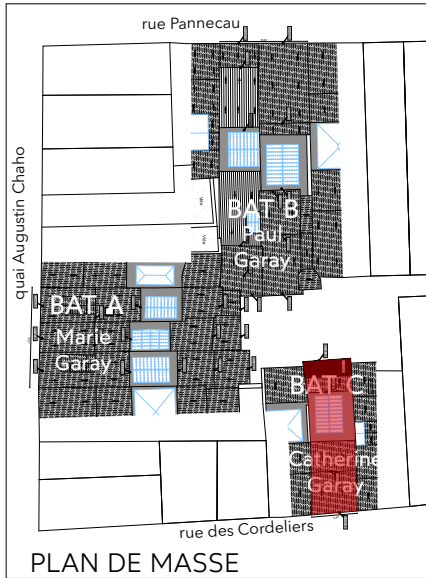 rue Pannecau
quai Augustin Chaho
BAT B
Paul
Garay
BAT A
Marie
Garay
BAT C
Catherine
Garay
rue des Cordeliers
PLAN DE MASSE